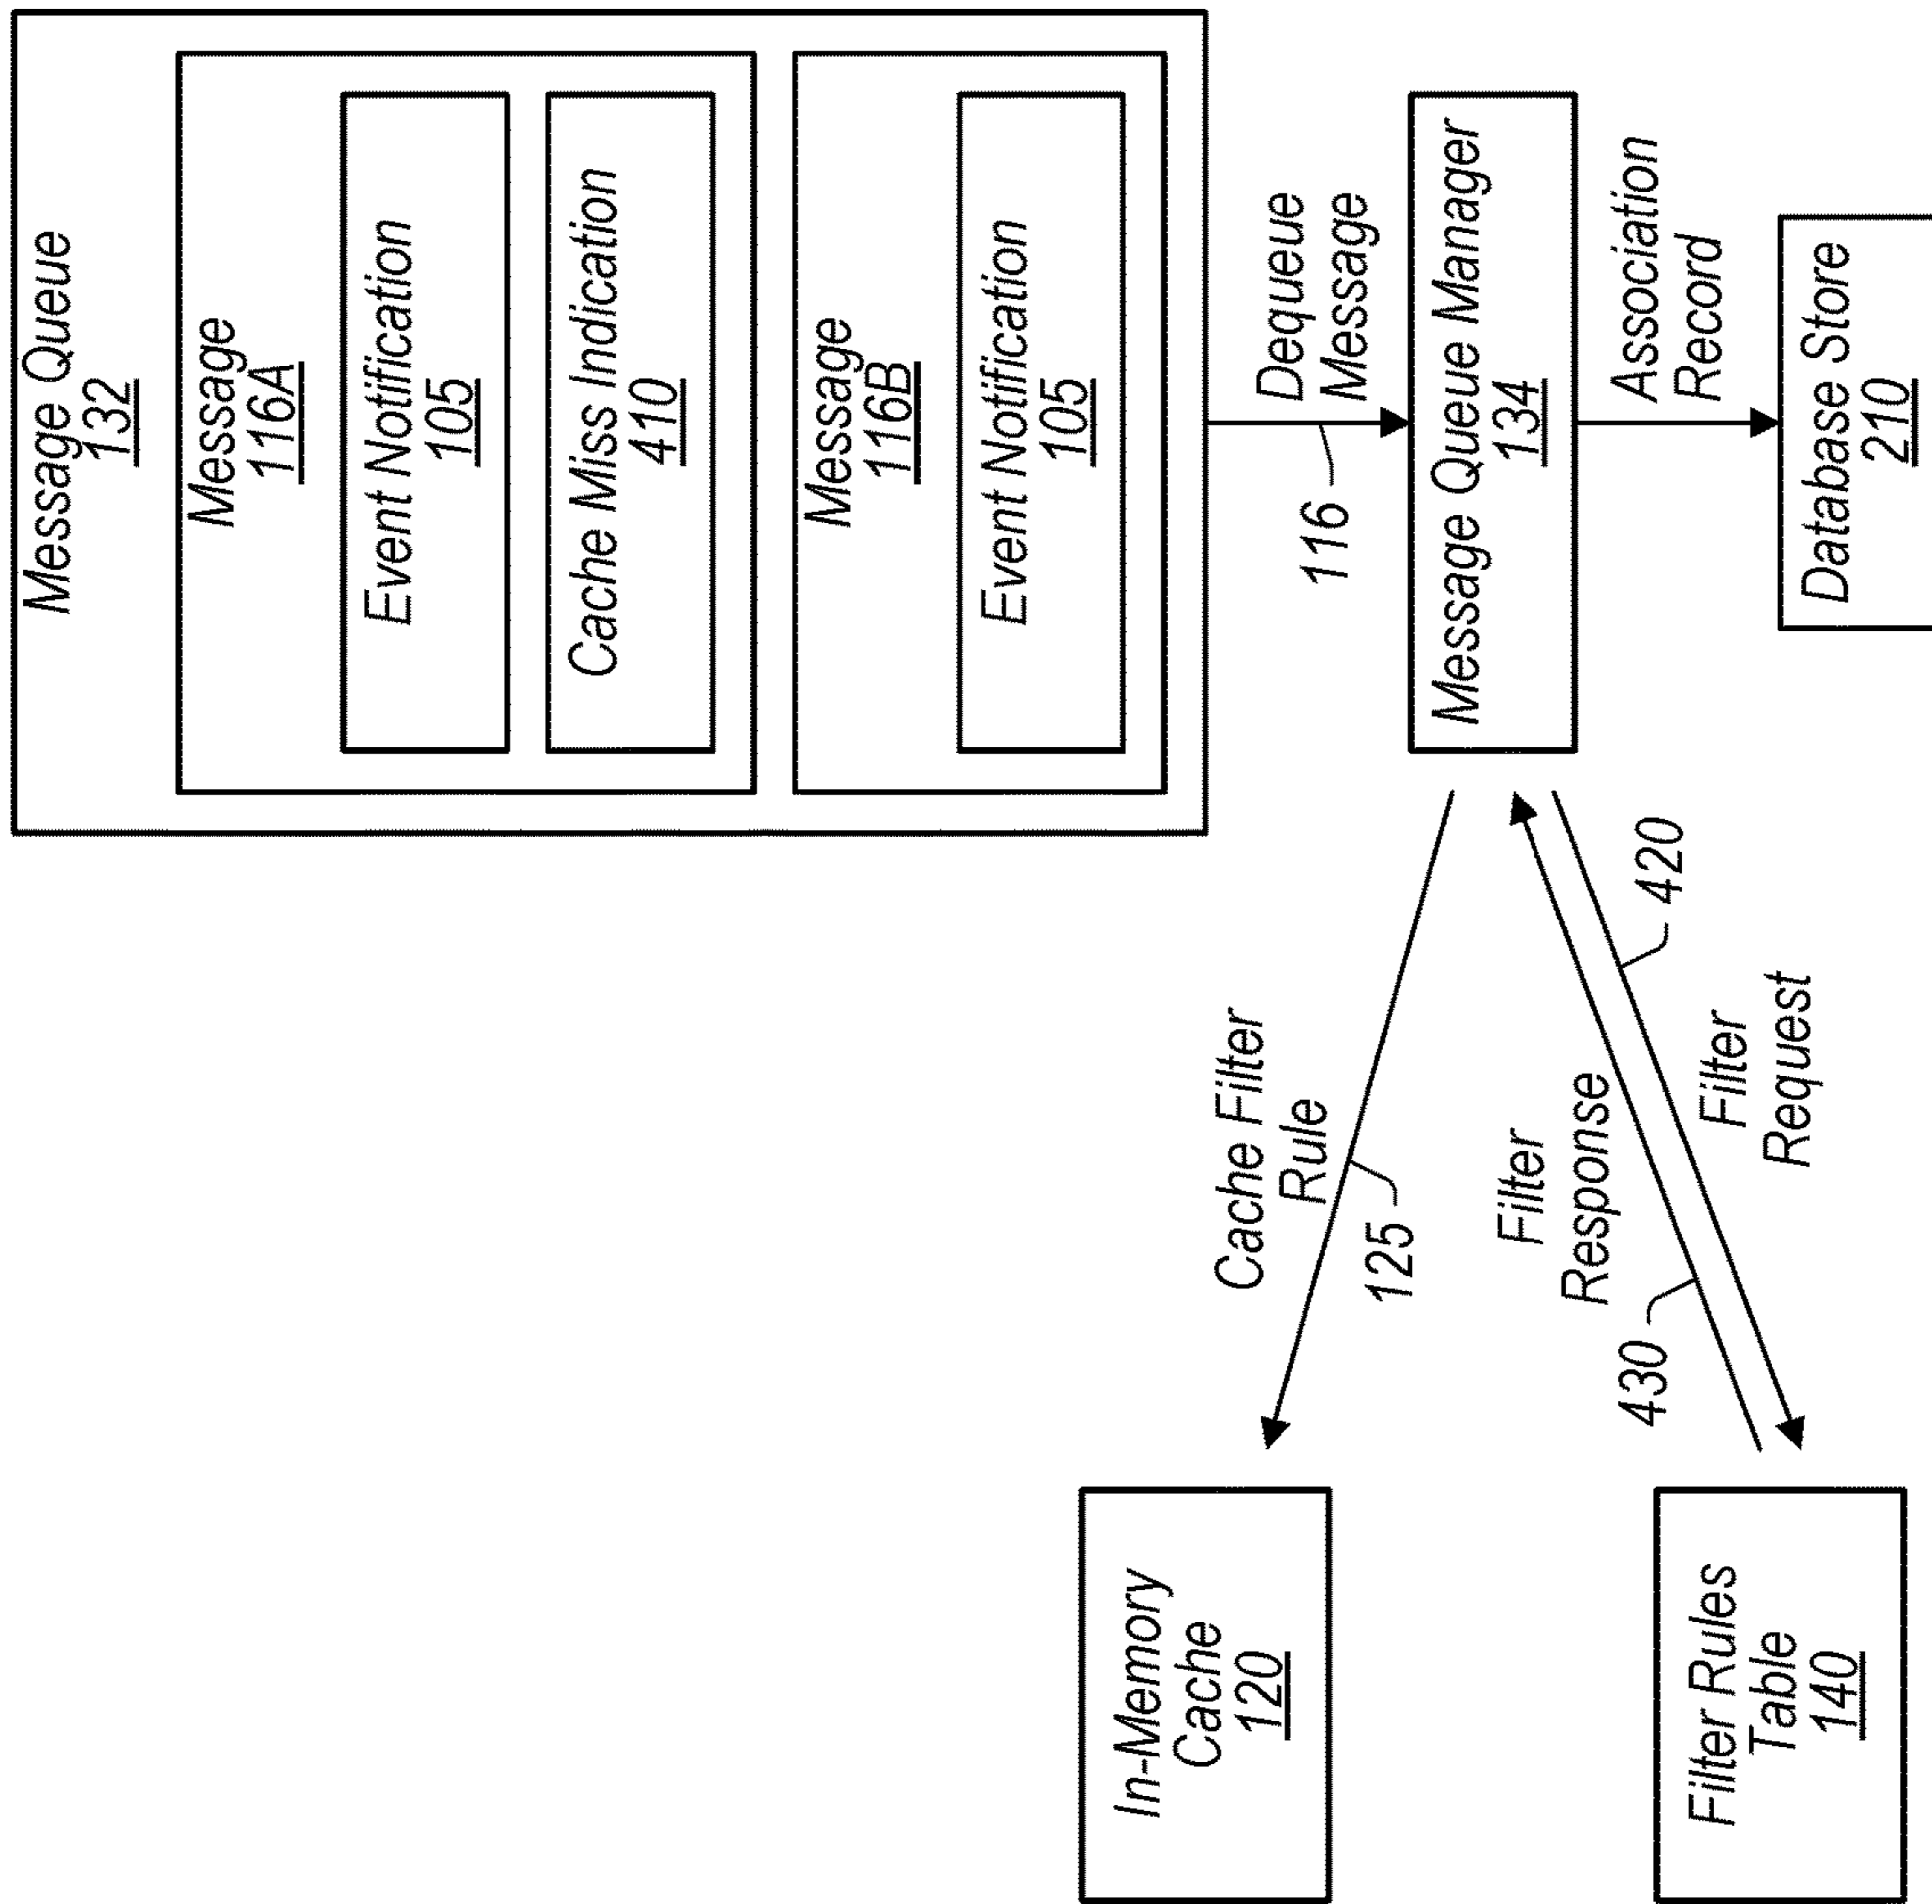 Message Queue
132
Message
116A
Event Notification
105
Cache Miss Indication
410
Message
116B
Event Notification
105
Dequeue
Message
116
Message Queue Manager
134
Association
Record
Database Store
210
Cache Filter
Rule
125
Filter
Response
430
Filter
Request
420
In-Memory
Cache
120
Filter Rules
Table
140